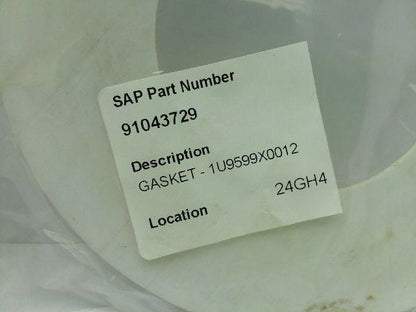 SAP Part Number
91043729
Description
GASKET - 1U9599X0012
24GH4
Location